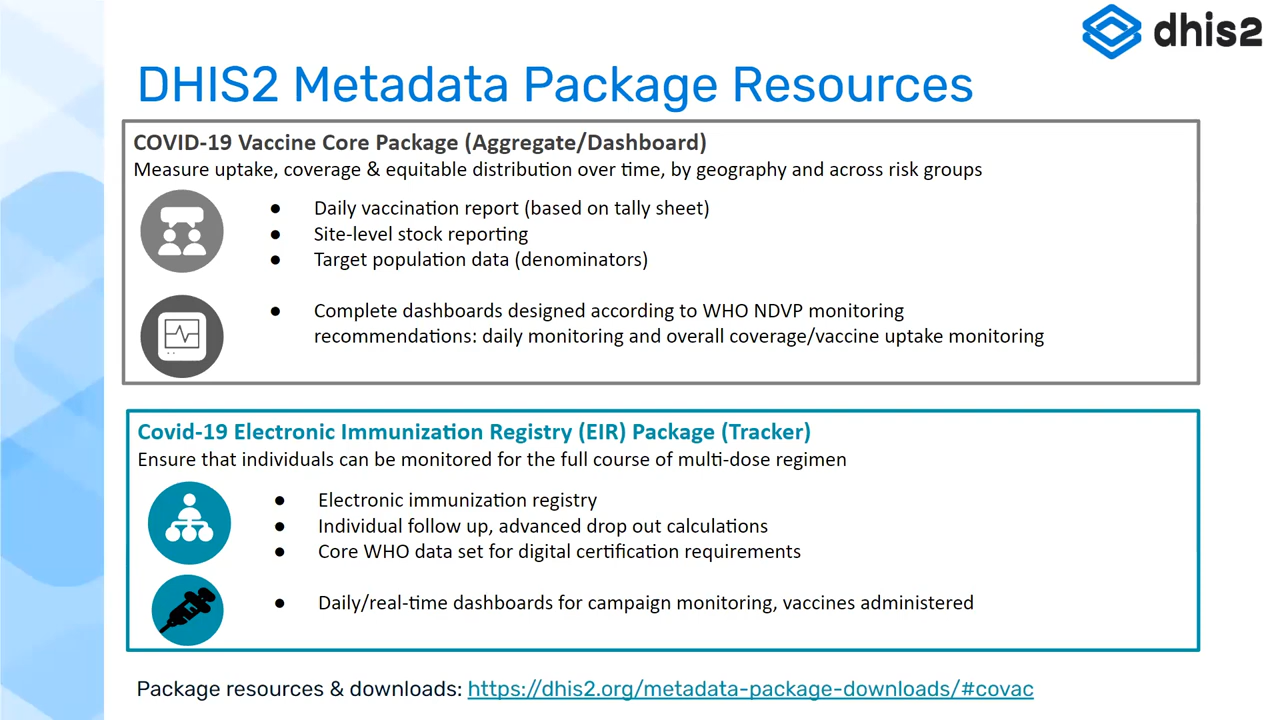 dhis2
DHIS2 Metadata Package Resources
COVID-19 Vaccine Core Package (Aggregate/Dashboard)
Measure uptake, coverage & equitable distribution over time, by geography and across risk groups
● Daily vaccination report (based on tally sheet)
● Site-level stock reporting
● Target population data (denominators)
● Complete dashboards designed according to WHO NDVP monitoring
recommendations: daily monitoring and overall coverage/vaccine uptake monitoring
Covid-19 Electronic Immunization Registry (EIR) Package (Tracker)
Ensure that individuals can be monitored for the full course of multi-dose regimen
● Electronic immunization registry
● Individual follow up, advanced drop out calculations
● Core WHO data set for digital certification requirements
● Daily/real-time dashboards for campaign monitoring, vaccines administered
Package resources & downloads: https://dhis2.org/metadata-package-downloads/#covac